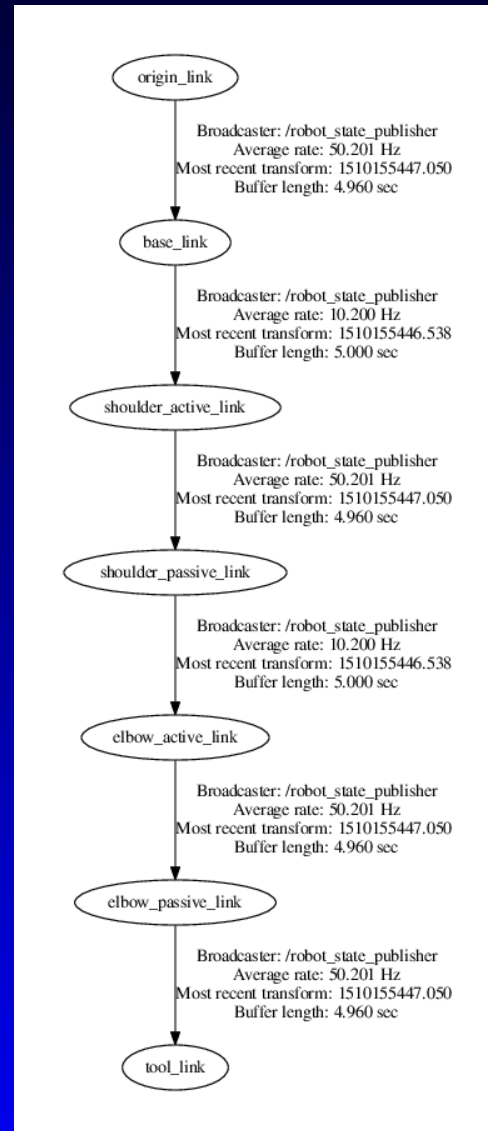 origin_link
Broadcaster: /robot_state_publisher
Average rate: 50.201 Hz
Most recent transform: 1510155447.050
Buffer length: 4.960 sec
base_link
Broadcaster: /robot_state_publisher
Average rate: 10.200 Hz
Most recent transform: 1510155446.538
Buffer length: 5.000 sec
shoulder_active_link
Broadcaster: /robot_state_publisher
Average rate: 50.201 Hz
Most recent transform: 1510155447.050
Buffer length: 4.960 sec
shoulder_passive_link
Broadcaster: /robot_state_publisher
Average rate: 10.200 Hz
Most recent transform: 1510155446.538
Buffer length: 5.000 sec
elbow_active_link
Broadcaster: /robot_state_publisher
Average rate: 50.201 Hz
Most recent transform: 1510155447.050
Buffer length: 4.960 sec
elbow_passive_link
Broadcaster: /robot_state_publisher
Average rate: 50.201 Hz
Most recent transform: 1510155447.050
Buffer length: 4.960 sec
tool_link